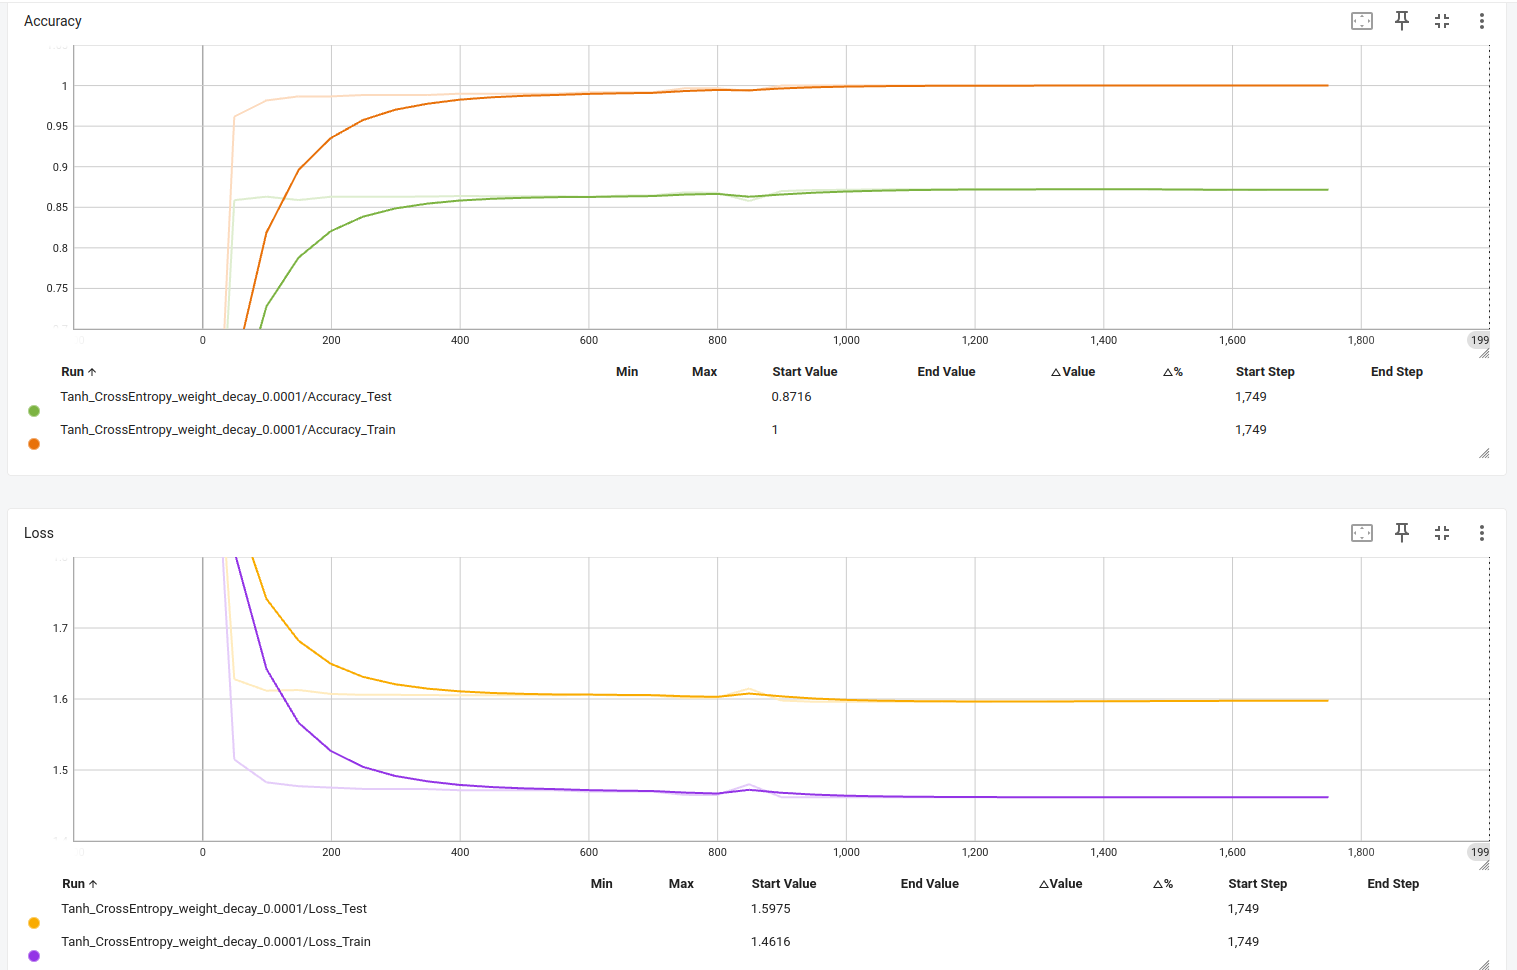 Accuracy
1
0.95
0.9
0.85
0.8
0.75
0 200 400 600 800 1,000 1,200 1,400 1,600 1,800 199
Run ↑ Min Max Start Value End Value △Value △% Start Step End Step
Tanh_CrossEntropy_weight_decay_0.0001/Accuracy_Test 0.8716 1,749
Tanh_CrossEntropy_weight_decay_0.0001/Accuracy_Train 1 1,749
Loss
1.7
1.6
1.5
0 200 400 600 800 1,000 1,200 1,400 1,600 1,800 199
Run ↑ Min Max Start Value End Value △Value △% Start Step End Step
Tanh_CrossEntropy_weight_decay_0.0001/Loss_Test 1.5975 1,749
Tanh_CrossEntropy_weight_decay_0.0001/Loss_Train 1.4616 1,749